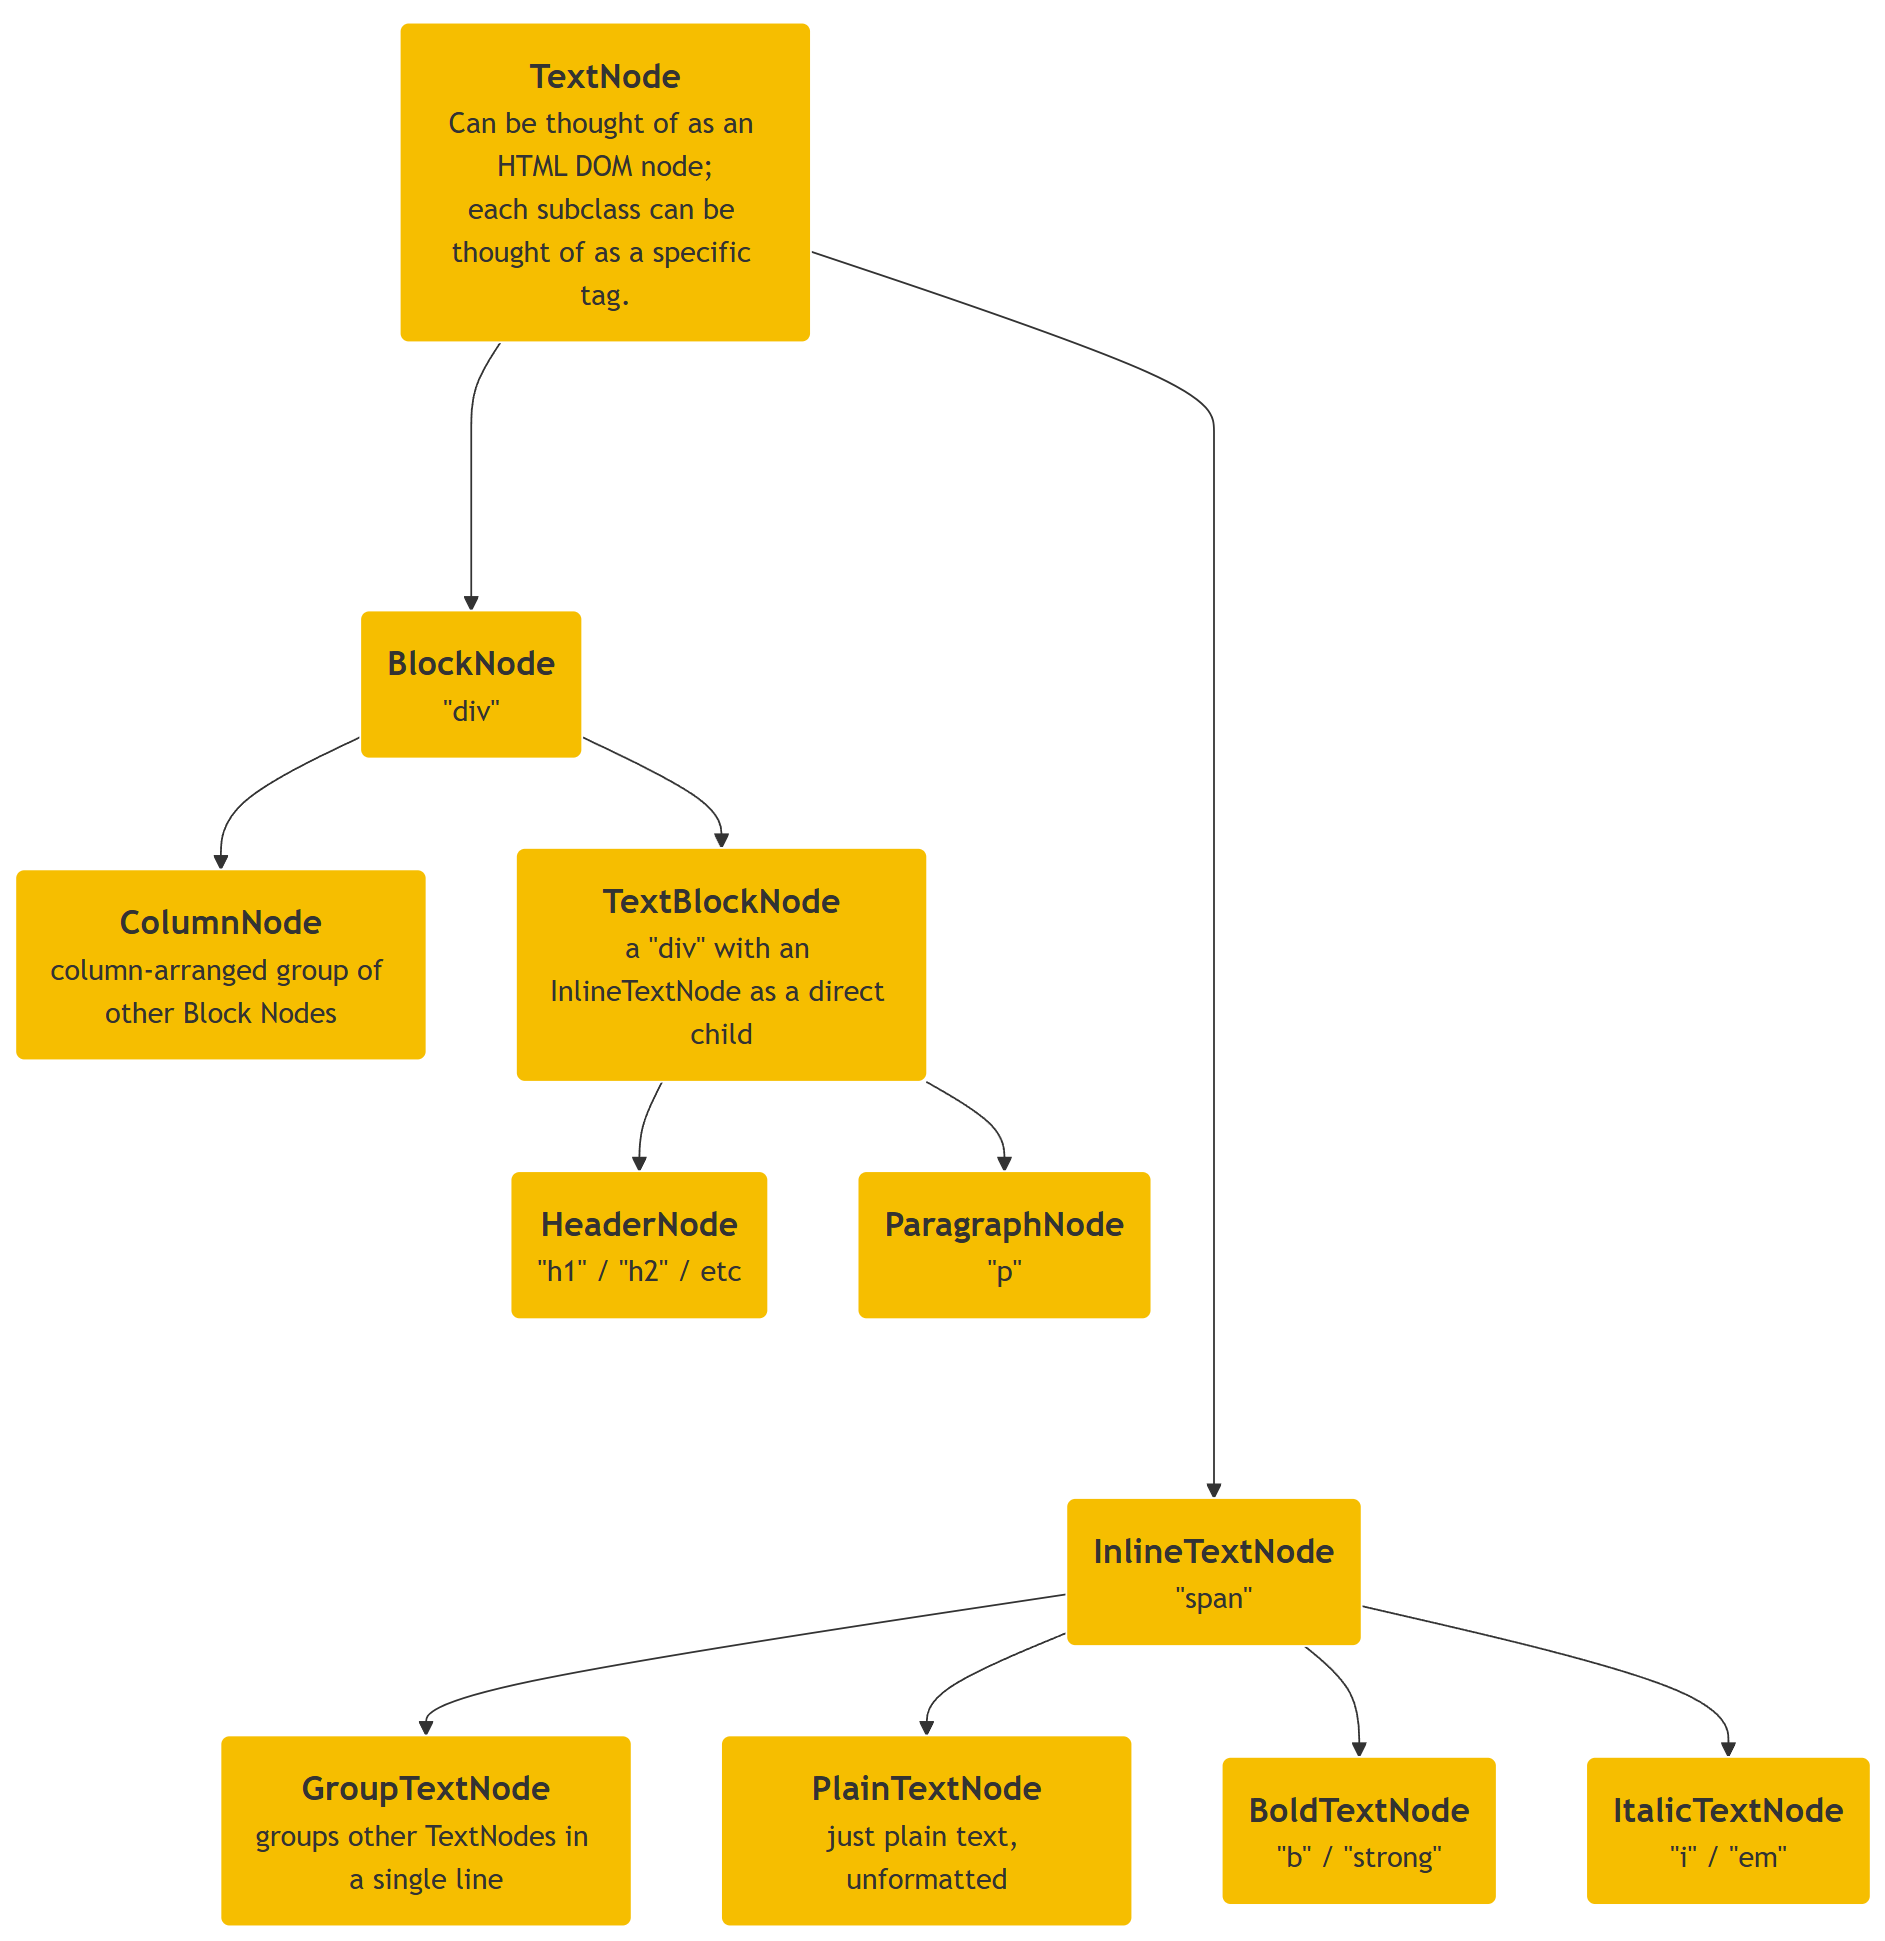 TextNode
Can be thought of as an
HTML DOM node;
each subclass can be
thought of as a specific
tag.
BlockNode
"div"
ColumnNode
column-arranged group of
other Block Nodes
TextBlockNode
a "div" with an
InlineTextNode as a direct
child
HeaderNode
"h1" / "h2" / etc
ParagraphNode
"p"
InlineTextNode
"span"
GroupTextNode
groups other TextNodes in
a single line
PlainTextNode
just plain text,
unformatted
BoldTextNode
"b" / "strong"
ItalicTextNode
"i" / "em"